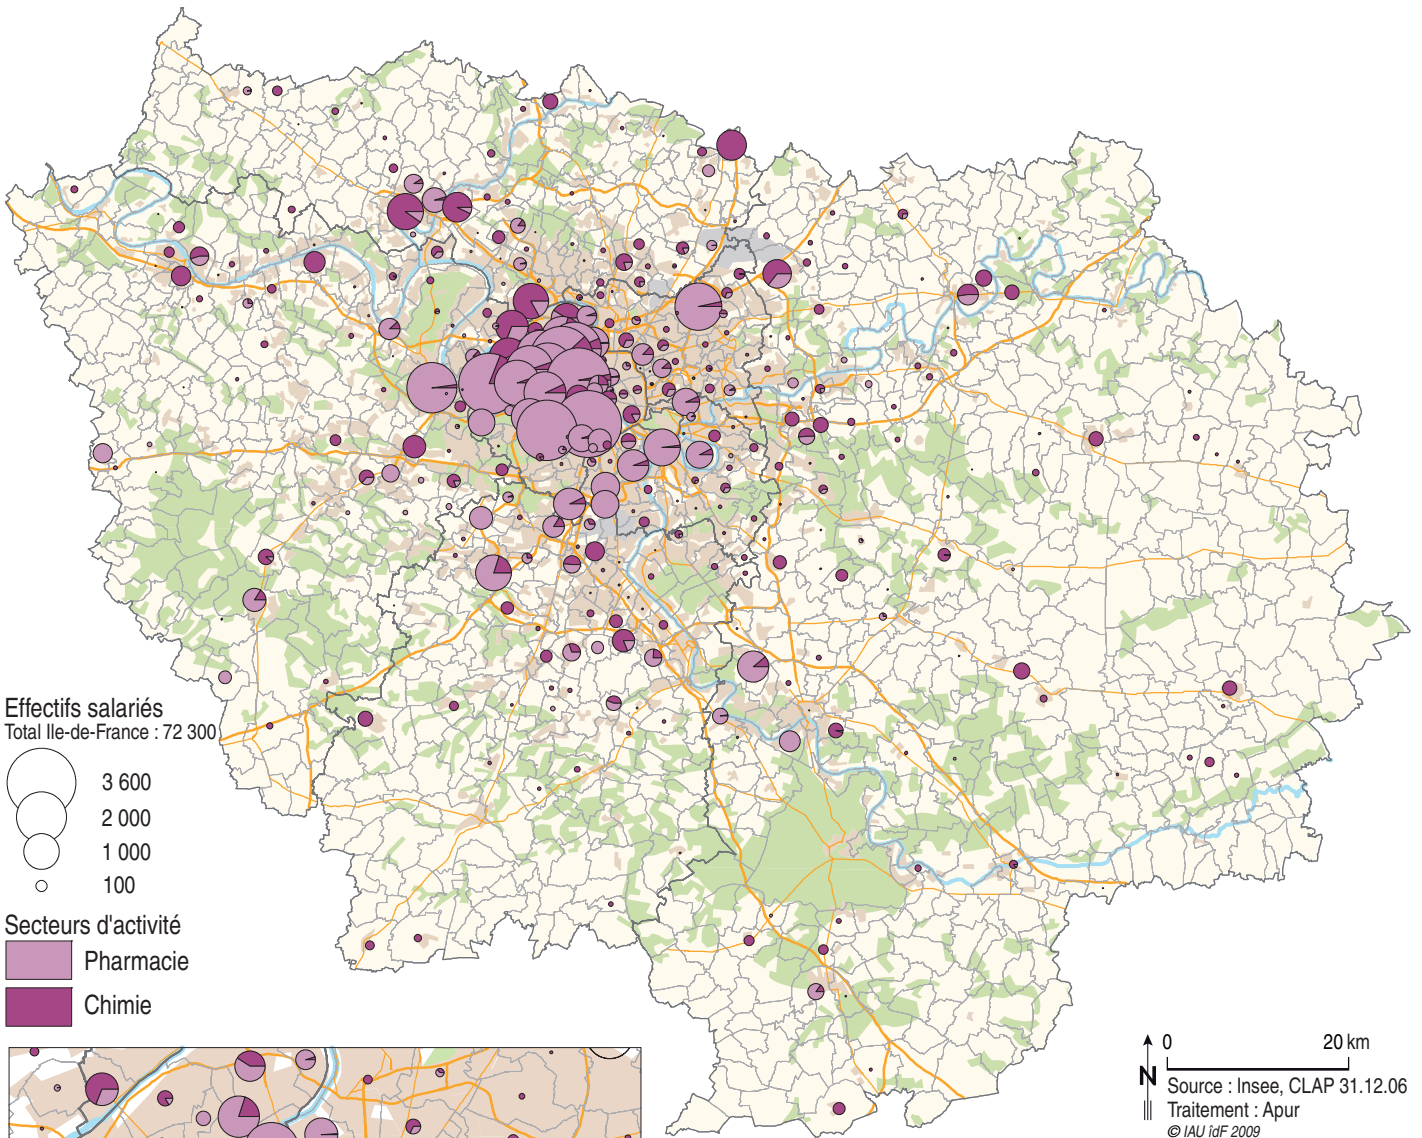 Effectifs salariés
Total Ile-de-France : 72 300
3 600
2 000
1 000
100
Secteurs d'activité
Pharmacie
Chimie
0 20 km
N
Source : Insee, CLAP 31.12.06
Traitement : Apur
© IAU îdF 2009